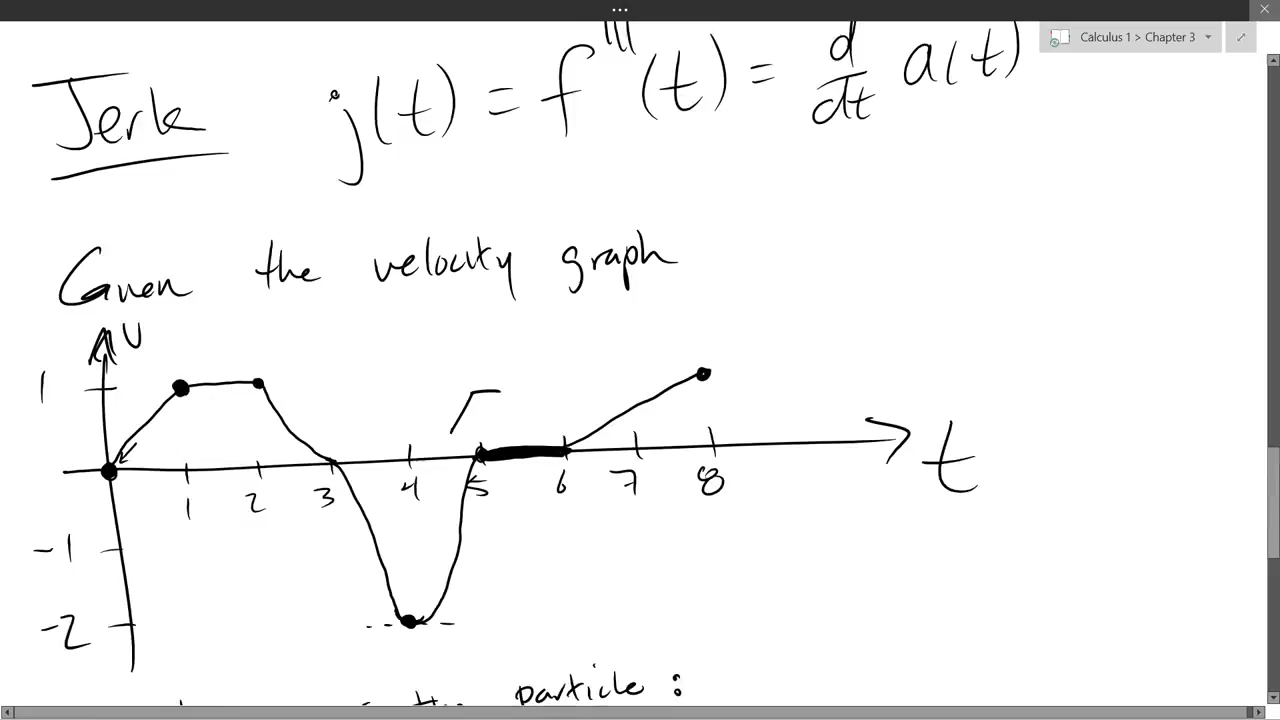 Calculus 1 > Chapter 3
Jerk j(t) = f'''(t) = d/dt a(t)
Given the velocity graph
v
1
1 2 3 4 5 6 7 8 t
-1
-2
particle: